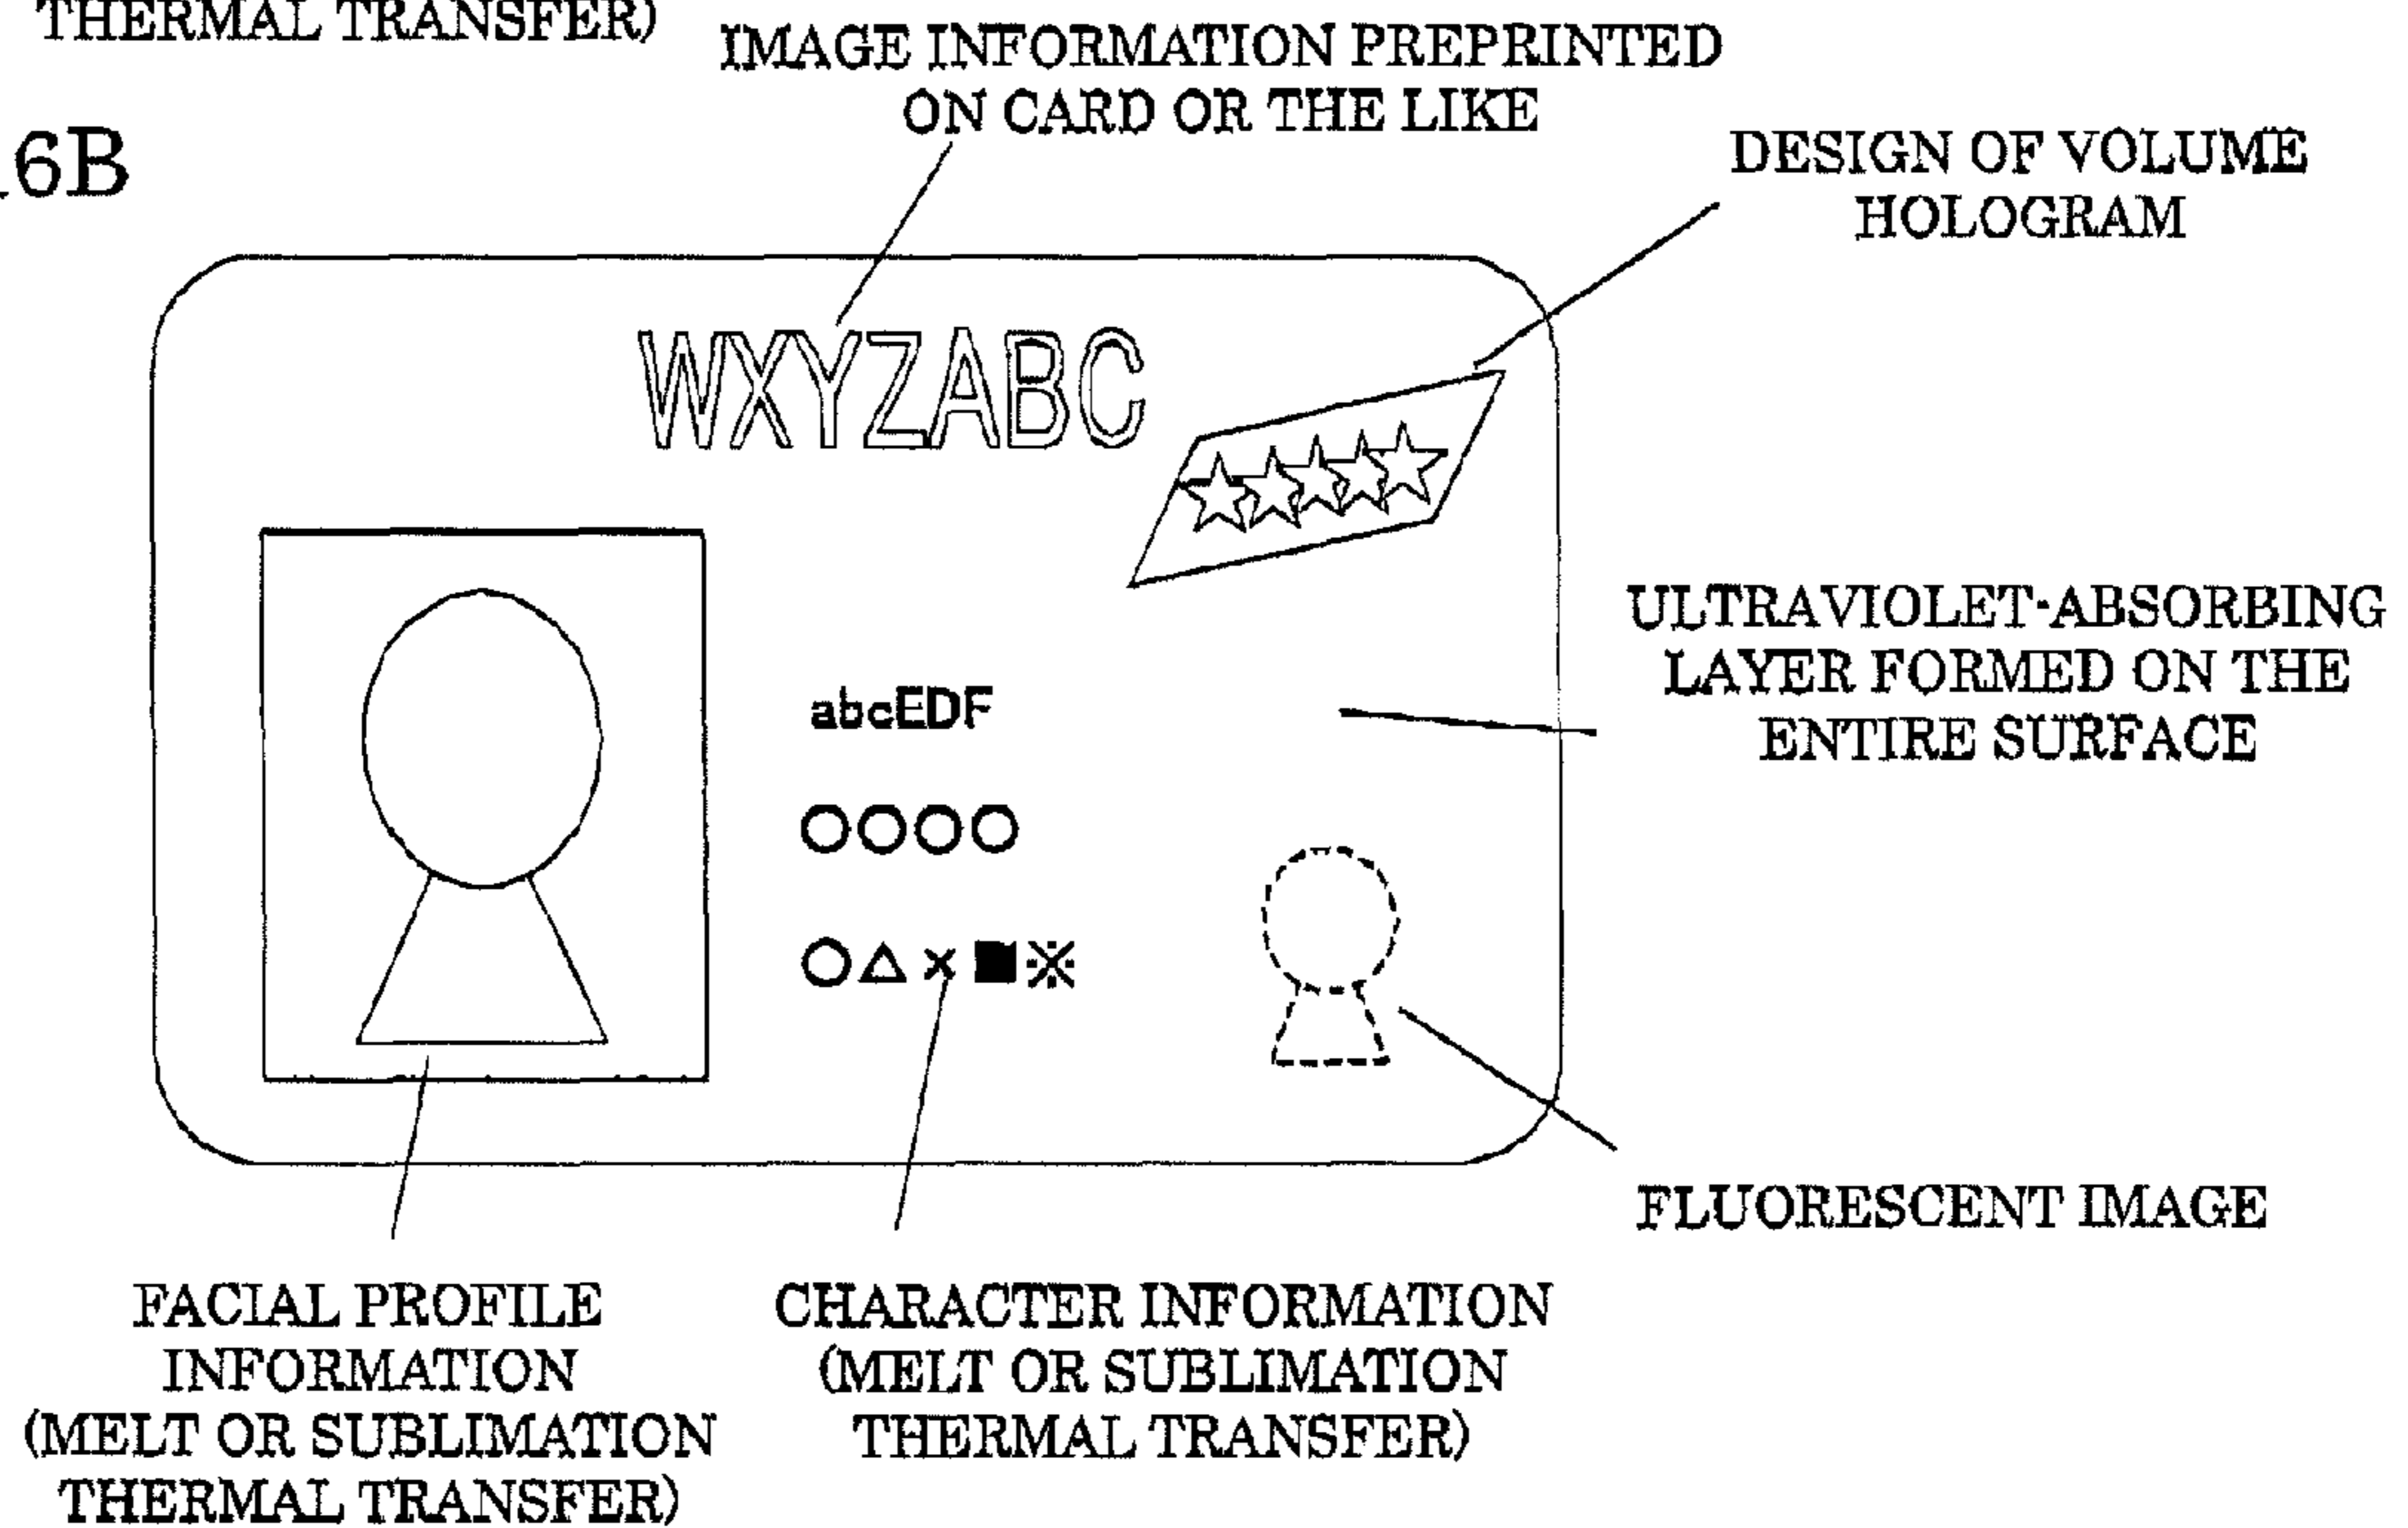 THERMAL TRANSFER)
IMAGE INFORMATION PREPRINTED
ON CARD OR THE LIKE
6B
DESIGN OF VOLUME
HOLOGRAM
WXYZABC
ULTRAVIOLET-ABSORBING
LAYER FORMED ON THE
ENTIRE SURFACE
abcEDF
○○○○
○△×■※
FLUORESCENT IMAGE
FACIAL PROFILE
INFORMATION
(MELT OR SUBLIMATION
THERMAL TRANSFER)
CHARACTER INFORMATION
(MELT OR SUBLIMATION
THERMAL TRANSFER)